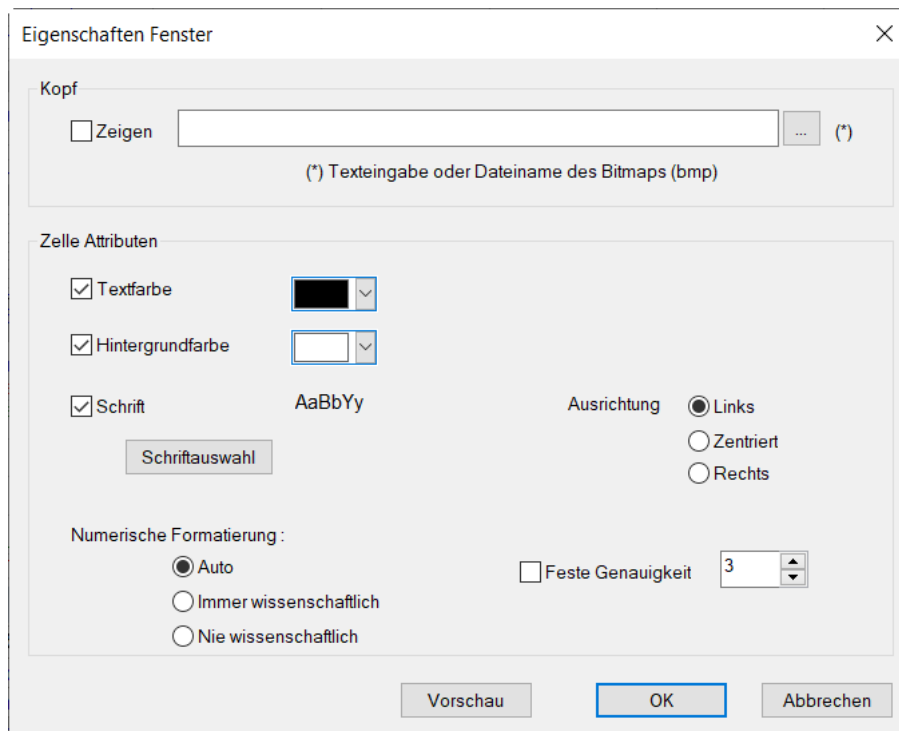 Eigenschaften Fenster
Kopf
Zeigen ... (*)
(*) Texteingabe oder Dateiname des Bitmaps (bmp)
Zelle Attributen
Textfarbe
Hintergrundfarbe
Schrift AaBbYy Ausrichtung Links
Zentriert
Schriftauswahl
Rechts
Numerische Formatierung :
Auto Feste Genauigkeit 3
Immer wissenschaftlich
Nie wissenschaftlich
Vorschau OK Abbrechen